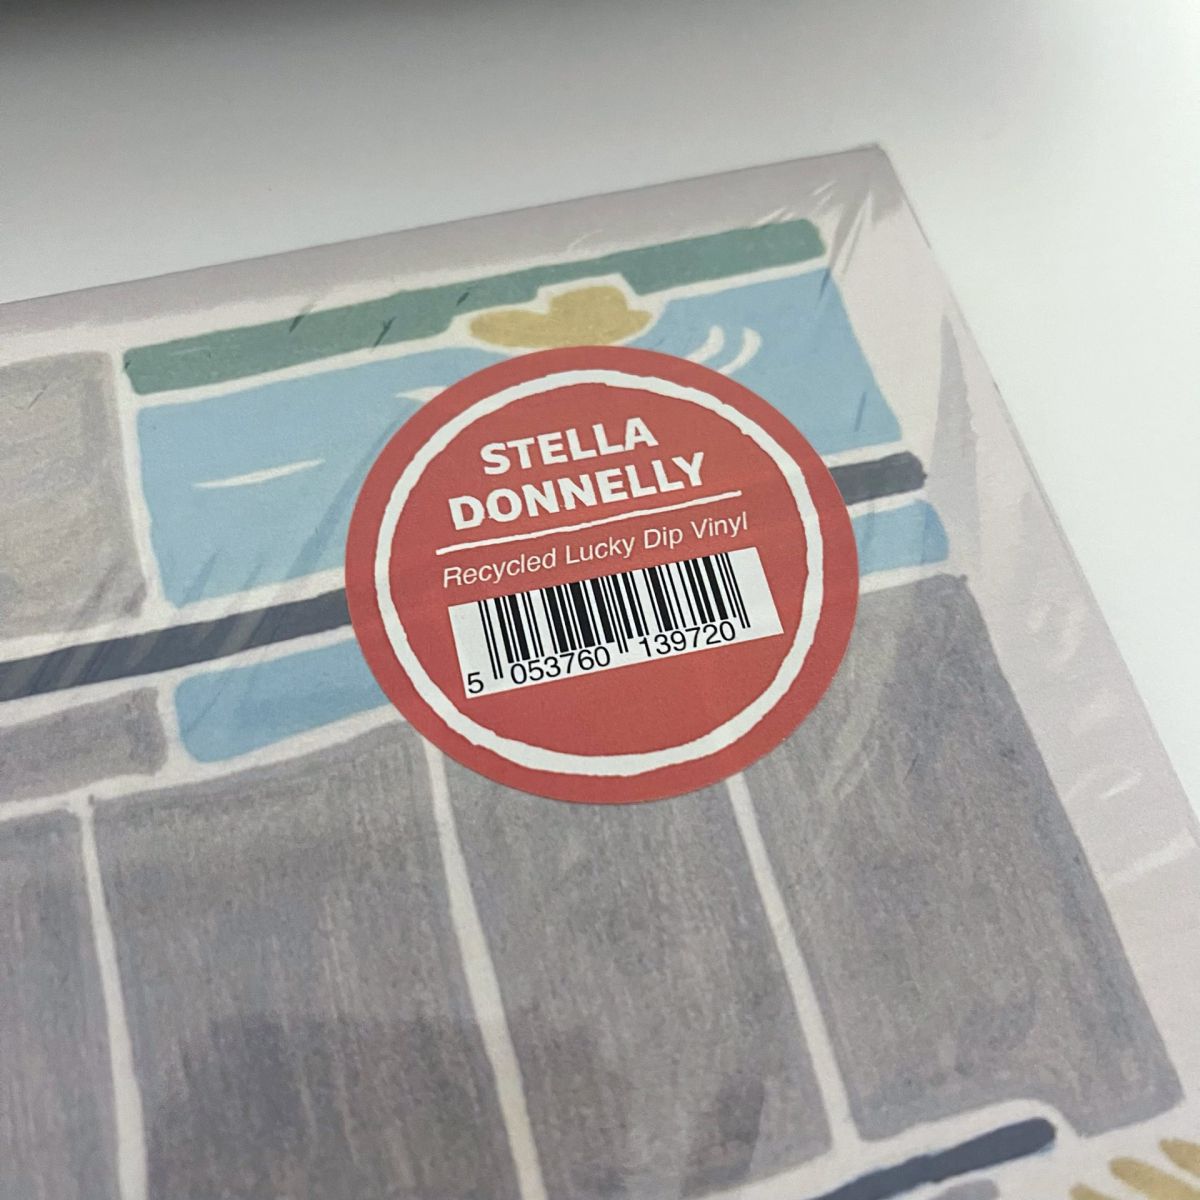 STELLA
DONNELLY
Recycled Lucky Dip Vinyl
5 053760 139720